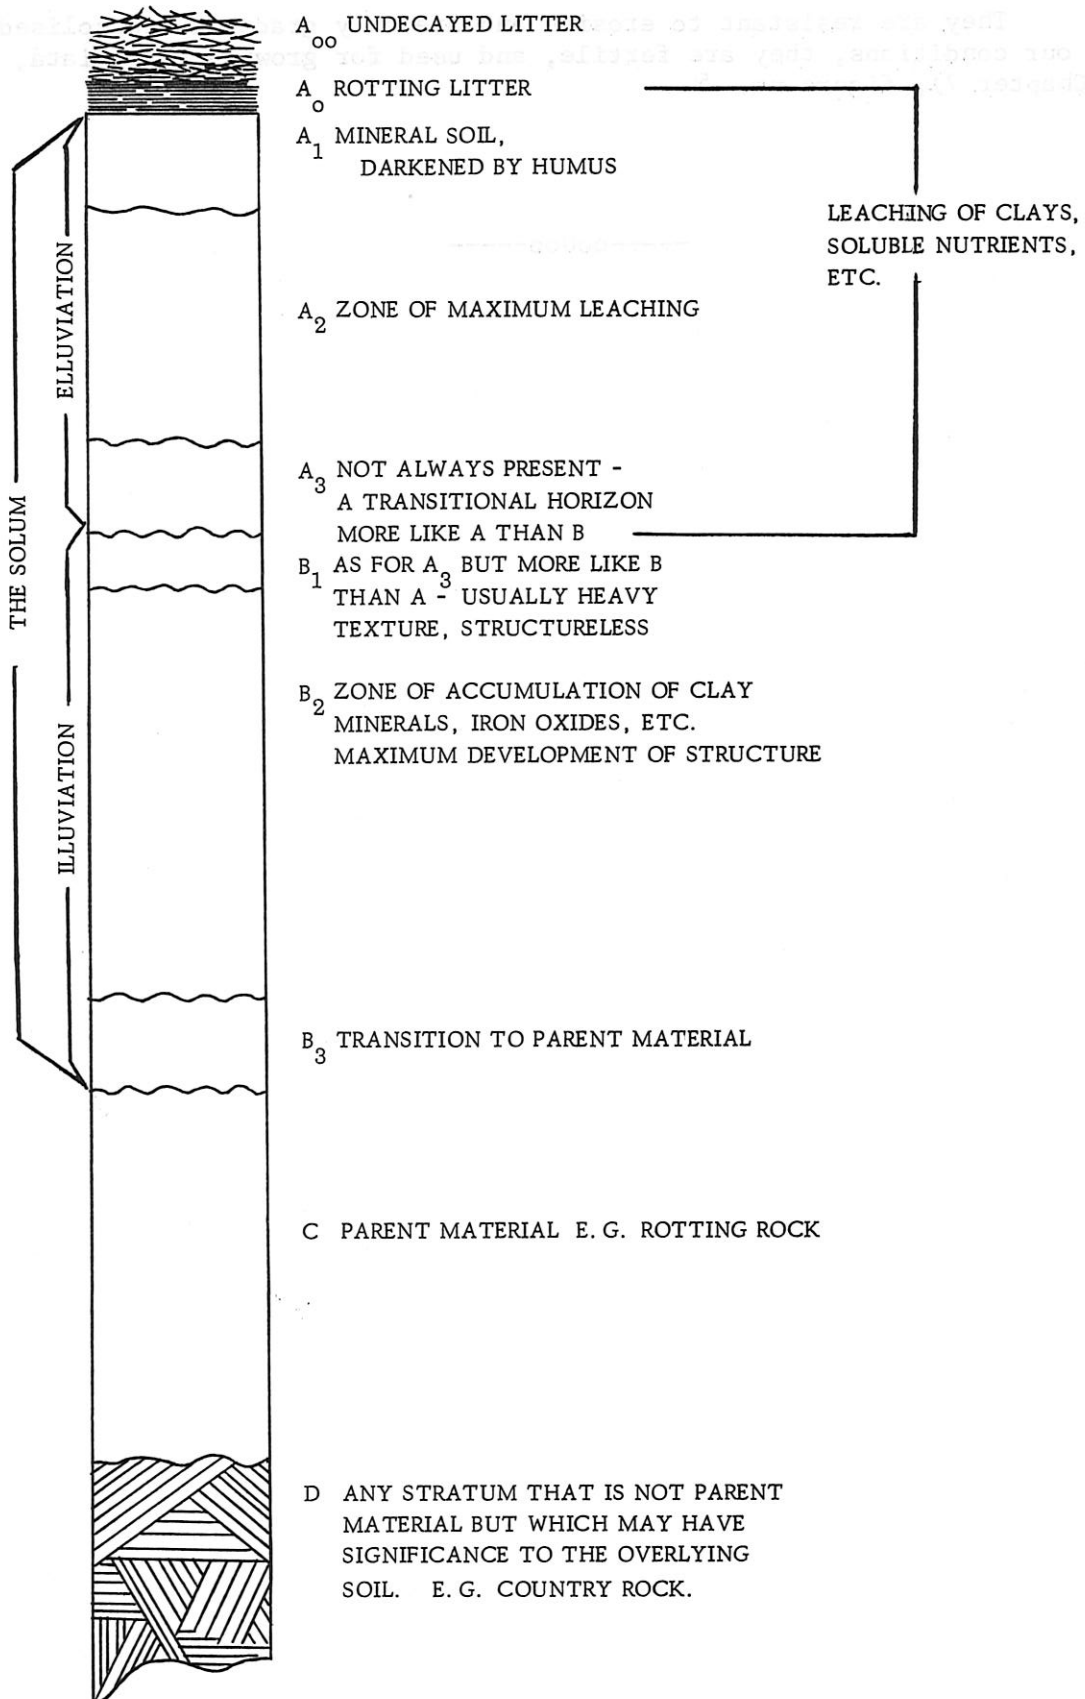 A₀₀ UNDECAYED LITTER
A₀ ROTTING LITTER
A₁ MINERAL SOIL,
DARKENED BY HUMUS
LEACHING OF CLAYS,
SOLUBLE NUTRIENTS,
ETC.
A₂ ZONE OF MAXIMUM LEACHING
A₃ NOT ALWAYS PRESENT -
A TRANSITIONAL HORIZON
MORE LIKE A THAN B
B₁ AS FOR A₃ BUT MORE LIKE B
THAN A - USUALLY HEAVY
TEXTURE, STRUCTURELESS
B₂ ZONE OF ACCUMULATION OF CLAY
MINERALS, IRON OXIDES, ETC.
MAXIMUM DEVELOPMENT OF STRUCTURE
B₃ TRANSITION TO PARENT MATERIAL
C PARENT MATERIAL E.G. ROTTING ROCK
D ANY STRATUM THAT IS NOT PARENT
MATERIAL BUT WHICH MAY HAVE
SIGNIFICANCE TO THE OVERLYING
SOIL. E.G. COUNTRY ROCK.
THE SOLUM
ELLUVIATION
ILLUVIATION